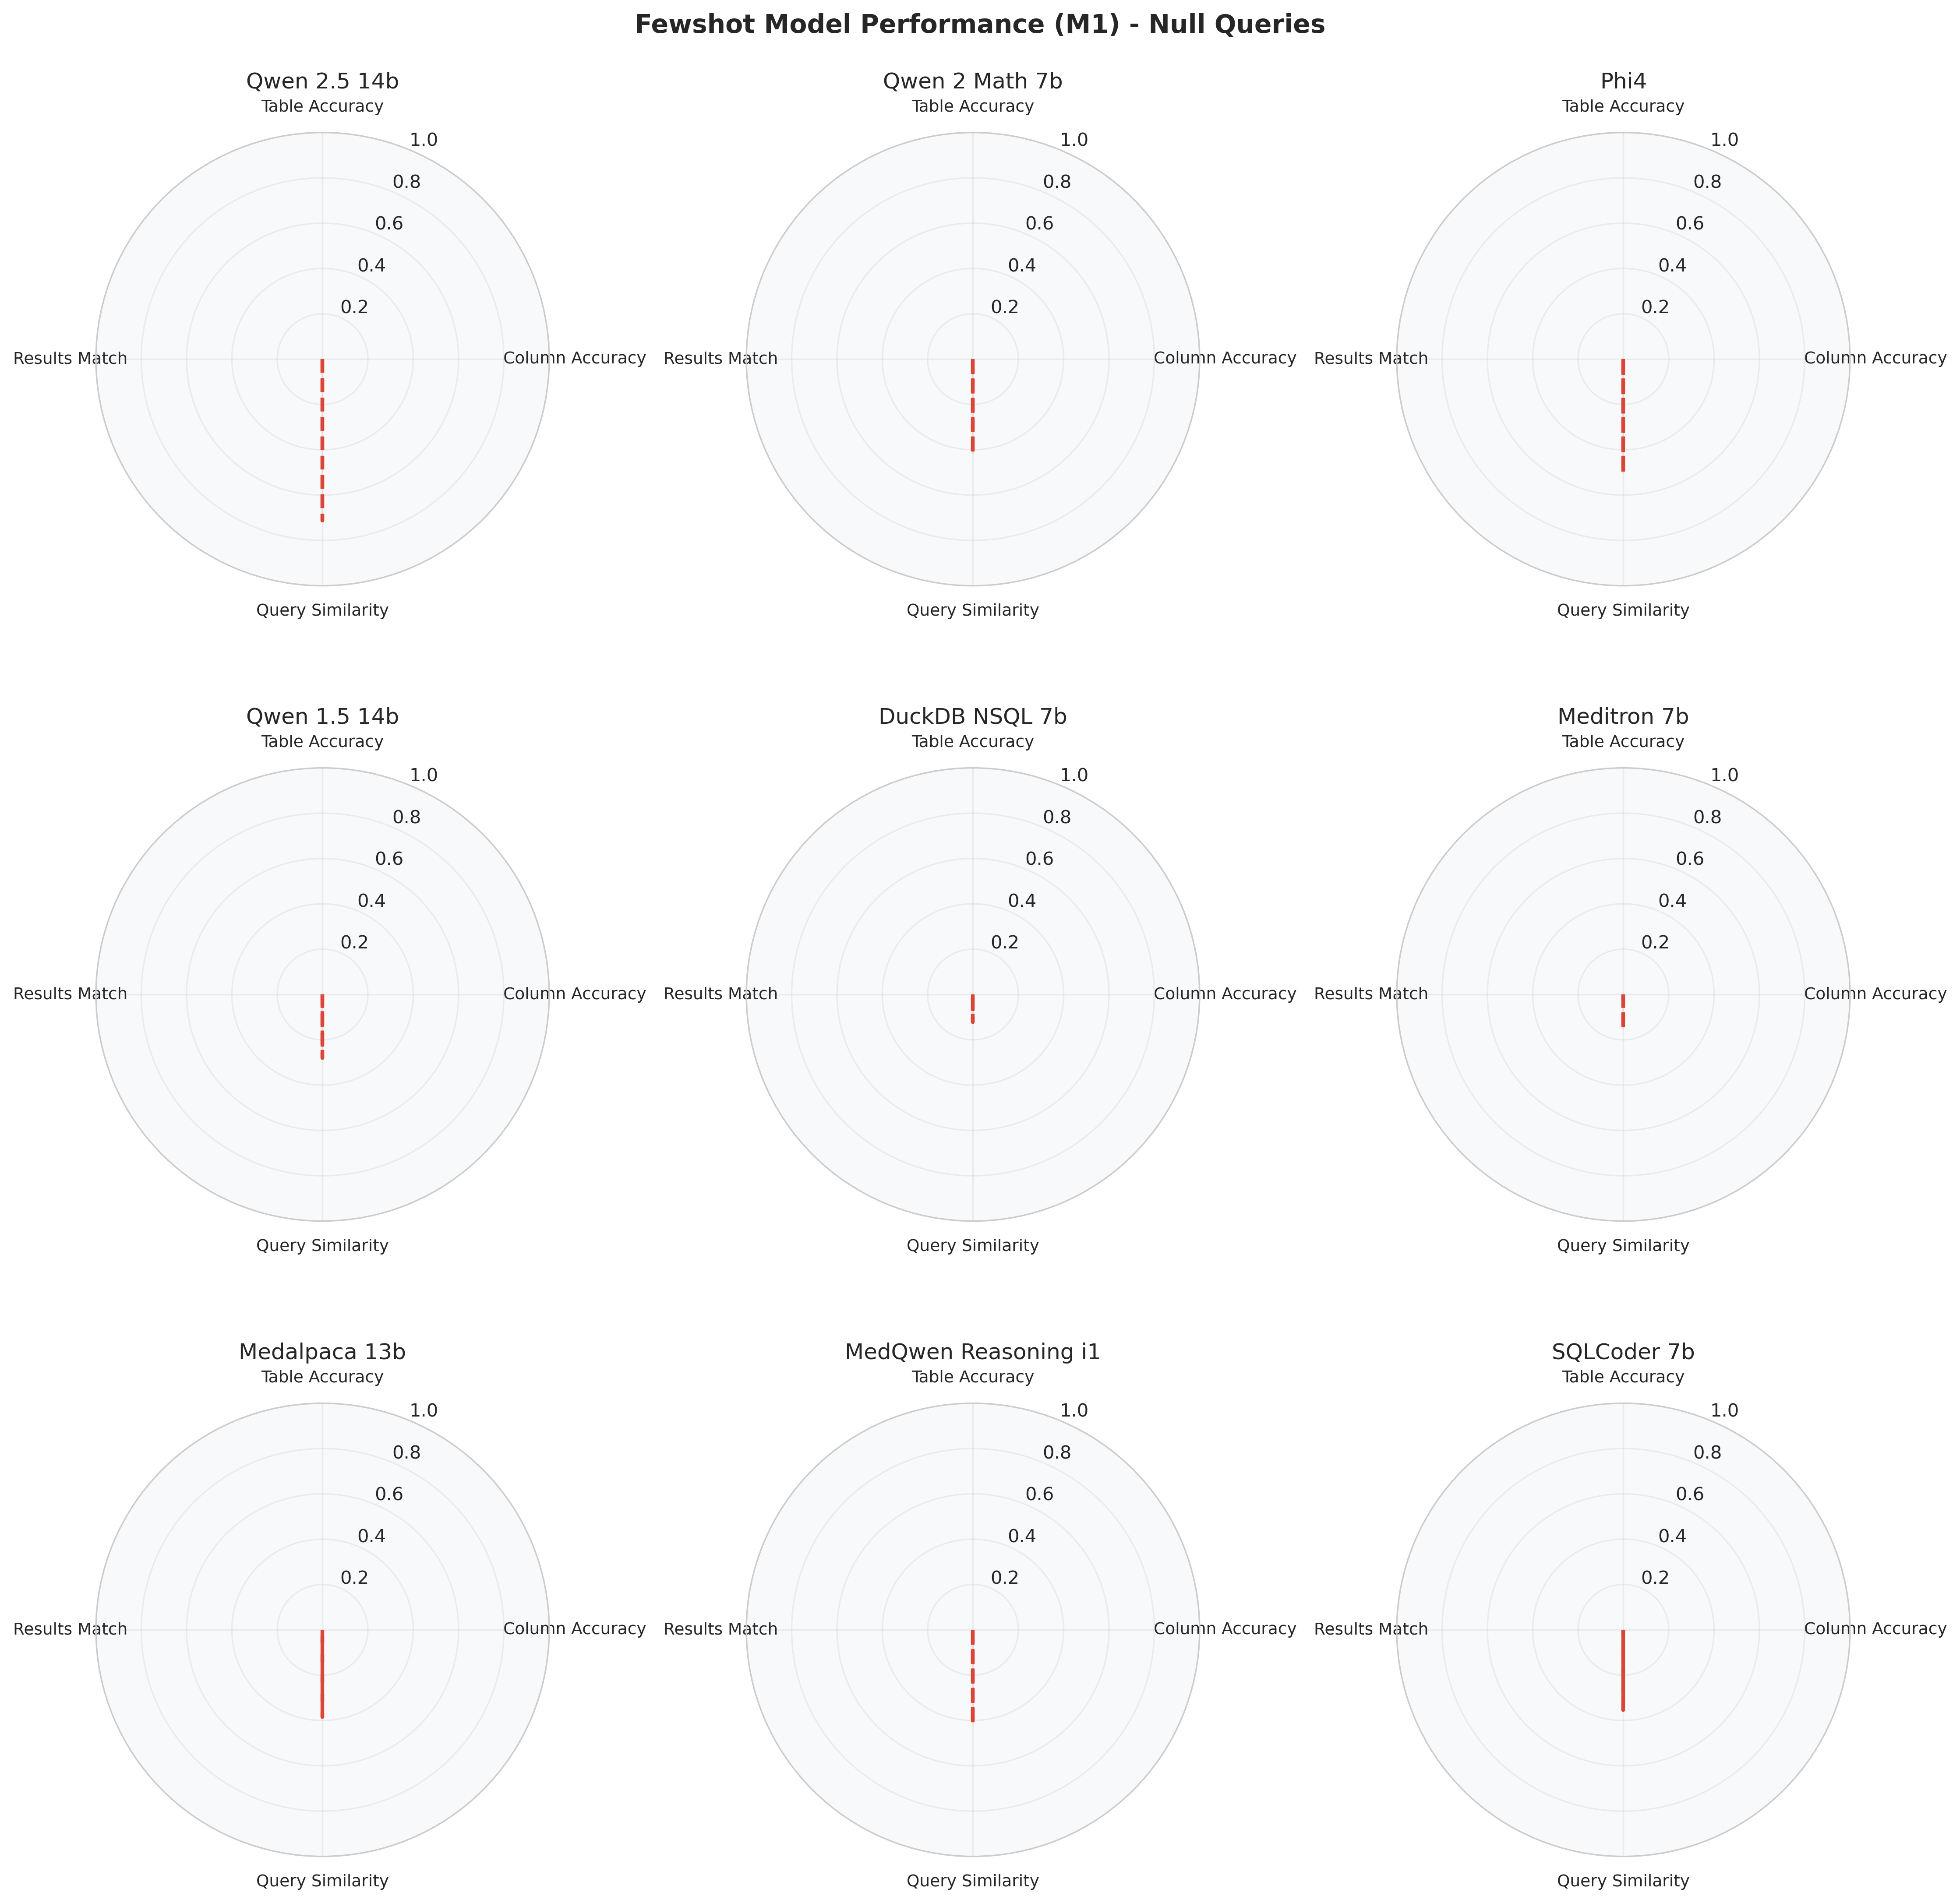 Fewshot Model Performance (M1) - Null Queries
Qwen 2.5 14b
Table Accuracy
1.0
0.8
0.6
0.4
0.2
Results Match
Column Accuracy
Query Similarity
Qwen 2 Math 7b
Table Accuracy
1.0
0.8
0.6
0.4
0.2
Results Match
Column Accuracy
Query Similarity
Phi4
Table Accuracy
1.0
0.8
0.6
0.4
0.2
Results Match
Column Accuracy
Query Similarity
Qwen 1.5 14b
Table Accuracy
1.0
0.8
0.6
0.4
0.2
Results Match
Column Accuracy
Query Similarity
DuckDB NSQL 7b
Table Accuracy
1.0
0.8
0.6
0.4
0.2
Results Match
Column Accuracy
Query Similarity
Meditron 7b
Table Accuracy
1.0
0.8
0.6
0.4
0.2
Results Match
Column Accuracy
Query Similarity
Medalpaca 13b
Table Accuracy
1.0
0.8
0.6
0.4
0.2
Results Match
Column Accuracy
Query Similarity
MedQwen Reasoning i1
Table Accuracy
1.0
0.8
0.6
0.4
0.2
Results Match
Column Accuracy
Query Similarity
SQLCoder 7b
Table Accuracy
1.0
0.8
0.6
0.4
0.2
Results Match
Column Accuracy
Query Similarity